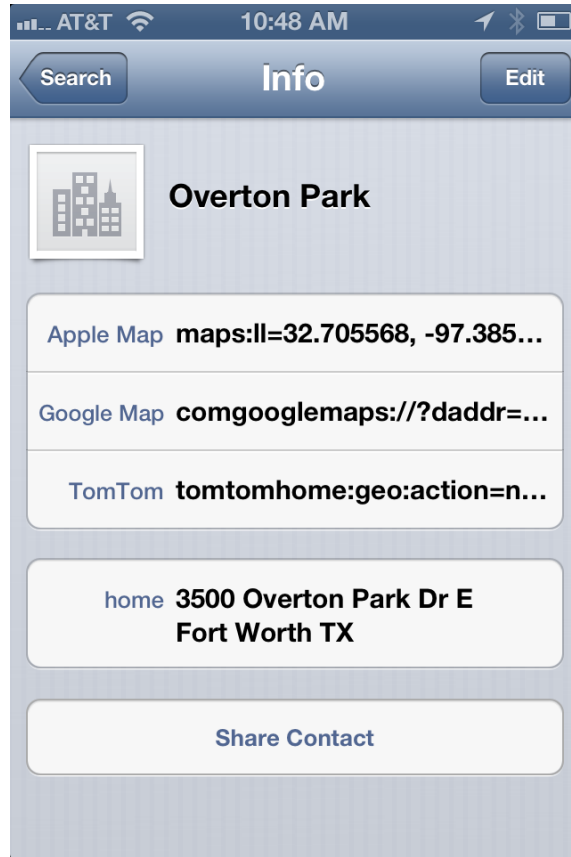 AT&T 10:48 AM
Search Info Edit
Overton Park
Apple Map maps:ll=32.705568, -97.385...
Google Map comgooglemaps://?daddr=...
TomTom tomtomhome:geo:action=n...
home 3500 Overton Park Dr E
Fort Worth TX
Share Contact